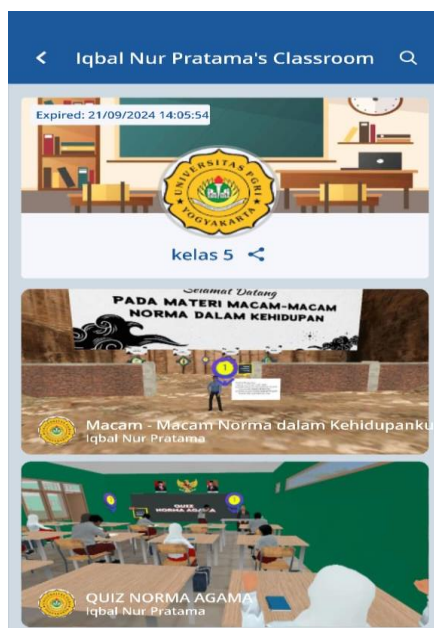 Iqbal Nur Pratama's Classroom
Expired: 21/09/2024 14:05:54
UNIVERSITAS PGRI
YOGYAKARTA
kelas 5
Selamat Datang
PADA MATERI MACAM-MACAM
NORMA DALAM KEHIDUPAN
1
Macam - Macam Norma dalam Kehidupanku
Iqbal Nur Pratama
QUIZ
NORMA AGAMA
QUIZ NORMA AGAMA
Iqbal Nur Pratama